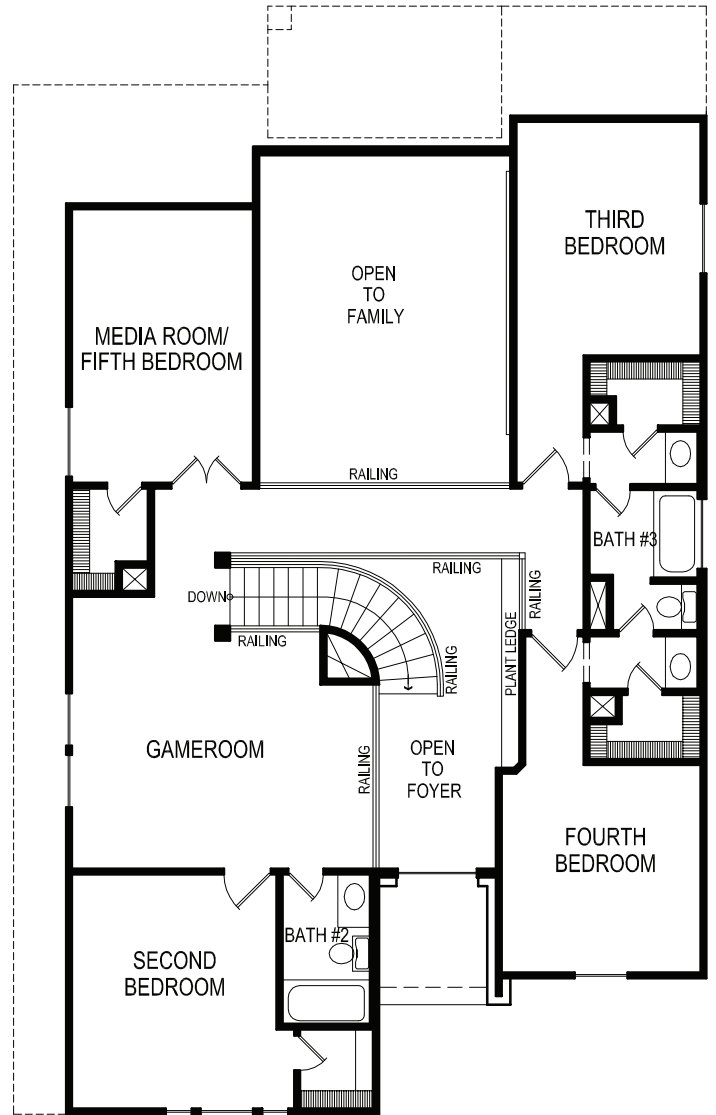 THIRD
BEDROOM
OPEN
TO
FAMILY
MEDIA ROOM/
FIFTH BEDROOM
RAILING
BATH #3
RAILING
DOWN
RAILING
RAILING
PLANT LEDGE
RAILING
GAMEROOM
RAILING
OPEN
TO
FOYER
FOURTH
BEDROOM
BATH #2
SECOND
BEDROOM